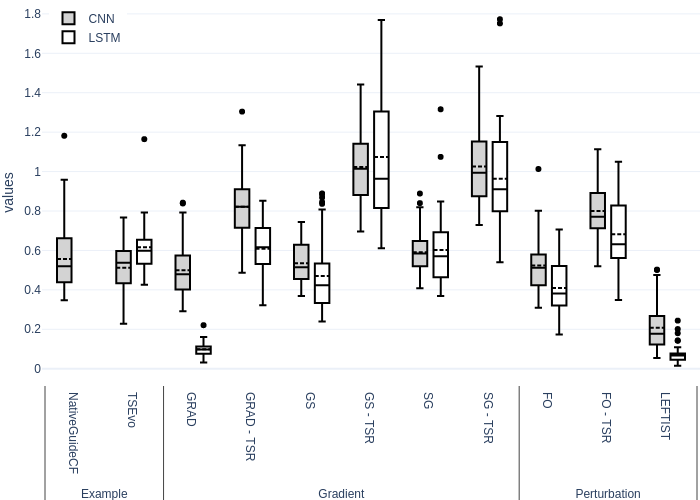 CNN
LSTM
values
1.8
1.6
1.4
1.2
1
0.8
0.6
0.4
0.2
0
NativeGuideCF
TSEvo
GRAD
GRAD - TSR
GS
GS - TSR
SG
SG - TSR
FO
FO - TSR
LEFTIST
Example
Gradient
Perturbation